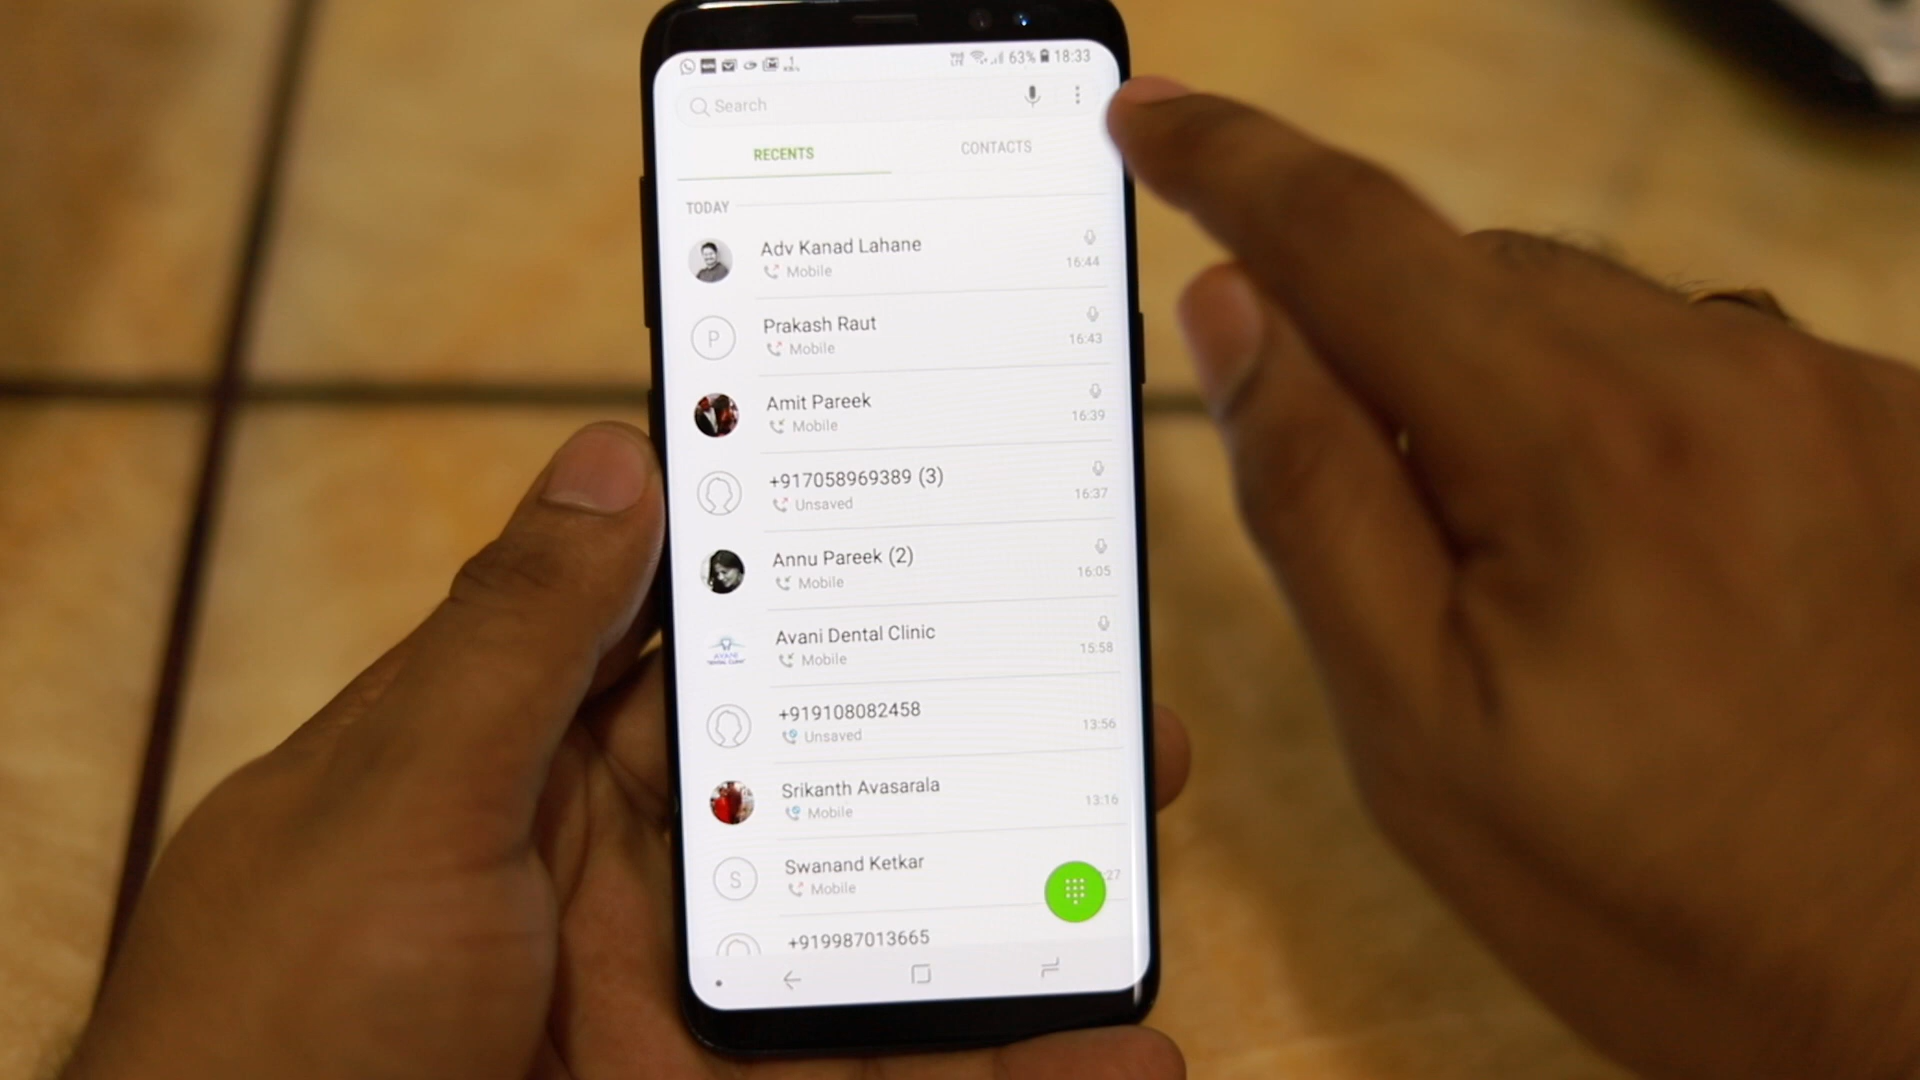 63% 18:33
Search
RECENTS CONTACTS
TODAY
Adv Kanad Lahane
Mobile 16:44
Prakash Raut
Mobile 16:43
Amit Pareek
Mobile 16:39
+917058969389 (3)
Unsaved 16:37
Annu Pareek (2)
Mobile 16:05
Avani Dental Clinic
Mobile 15:58
+919108082458
Unsaved 13:56
Srikanth Avasarala
Mobile 13:16
Swanand Ketkar
Mobile
P
S
+919987013665